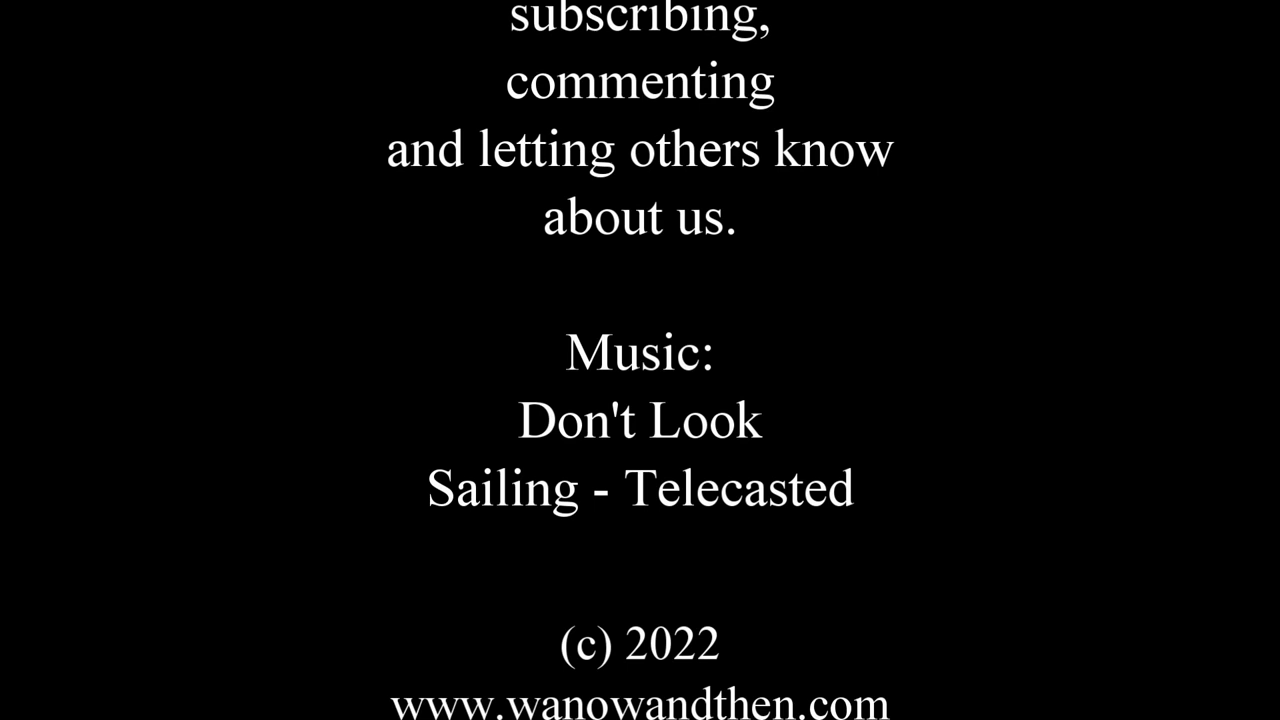 subscribing,
commenting
and letting others know
about us.
Music:
Don't Look
Sailing - Telecasted
(c) 2022
www.wanowandthen.com